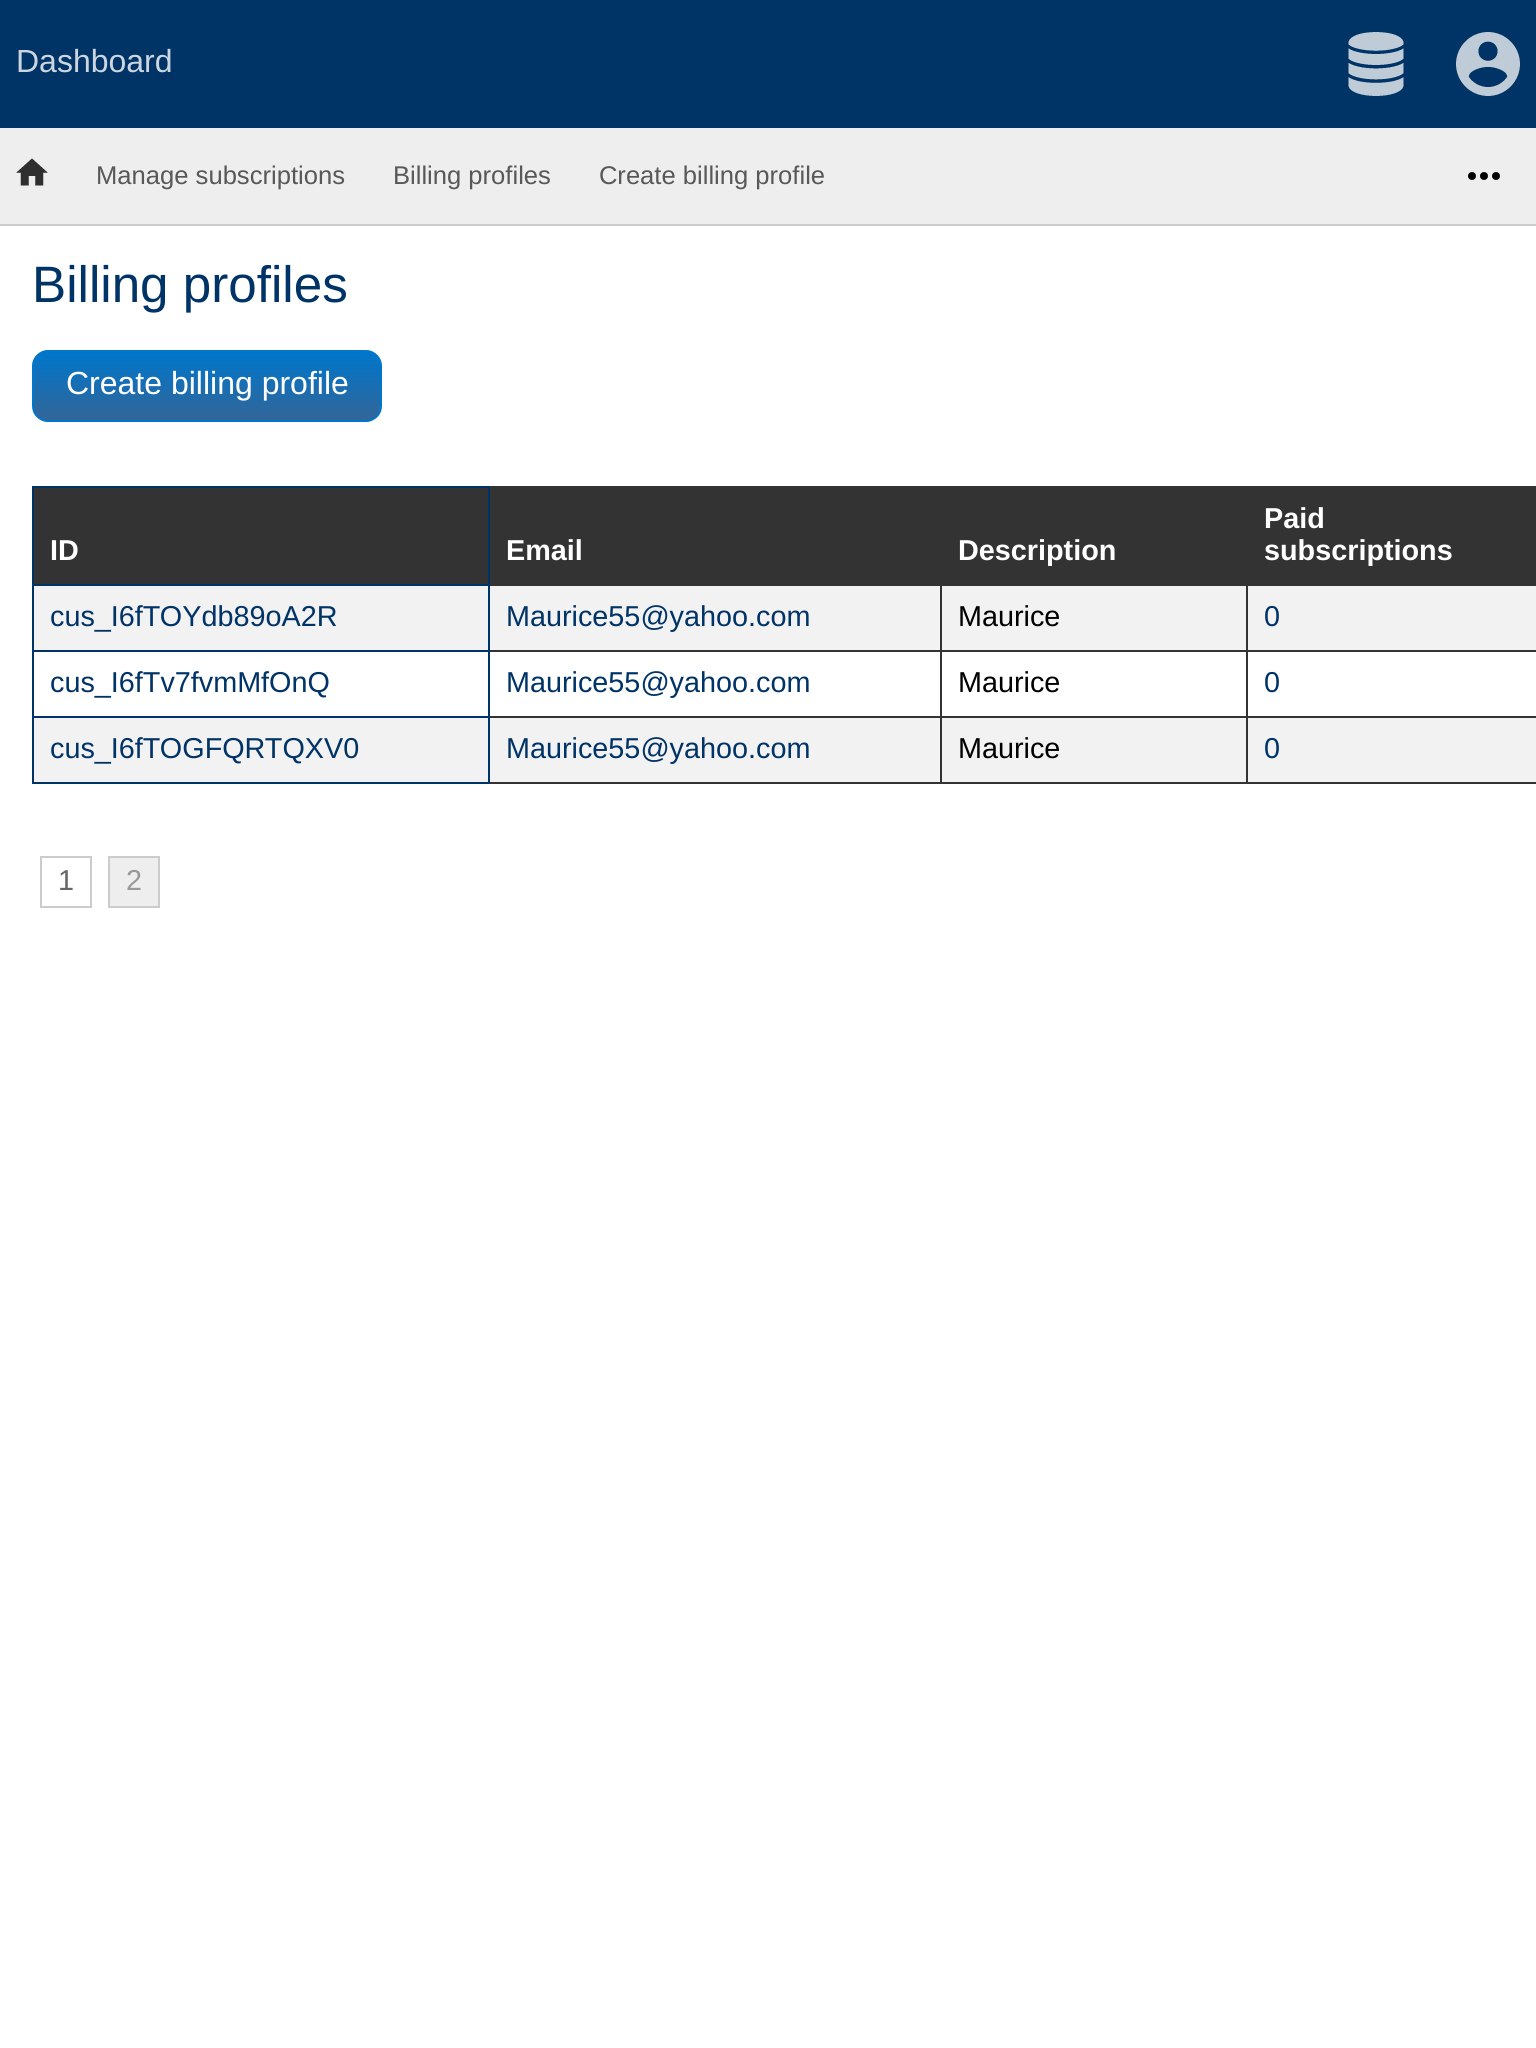 Dashboard
Manage subscriptions Billing profiles Create billing profile
Billing profiles
Create billing profile
ID Email Description Paid subscriptions
cus_I6fTOYdb89oA2R Maurice55@yahoo.com Maurice 0
cus_I6fTv7fvmMfOnQ Maurice55@yahoo.com Maurice 0
cus_I6fTOGFQRTQXV0 Maurice55@yahoo.com Maurice 0
1 2